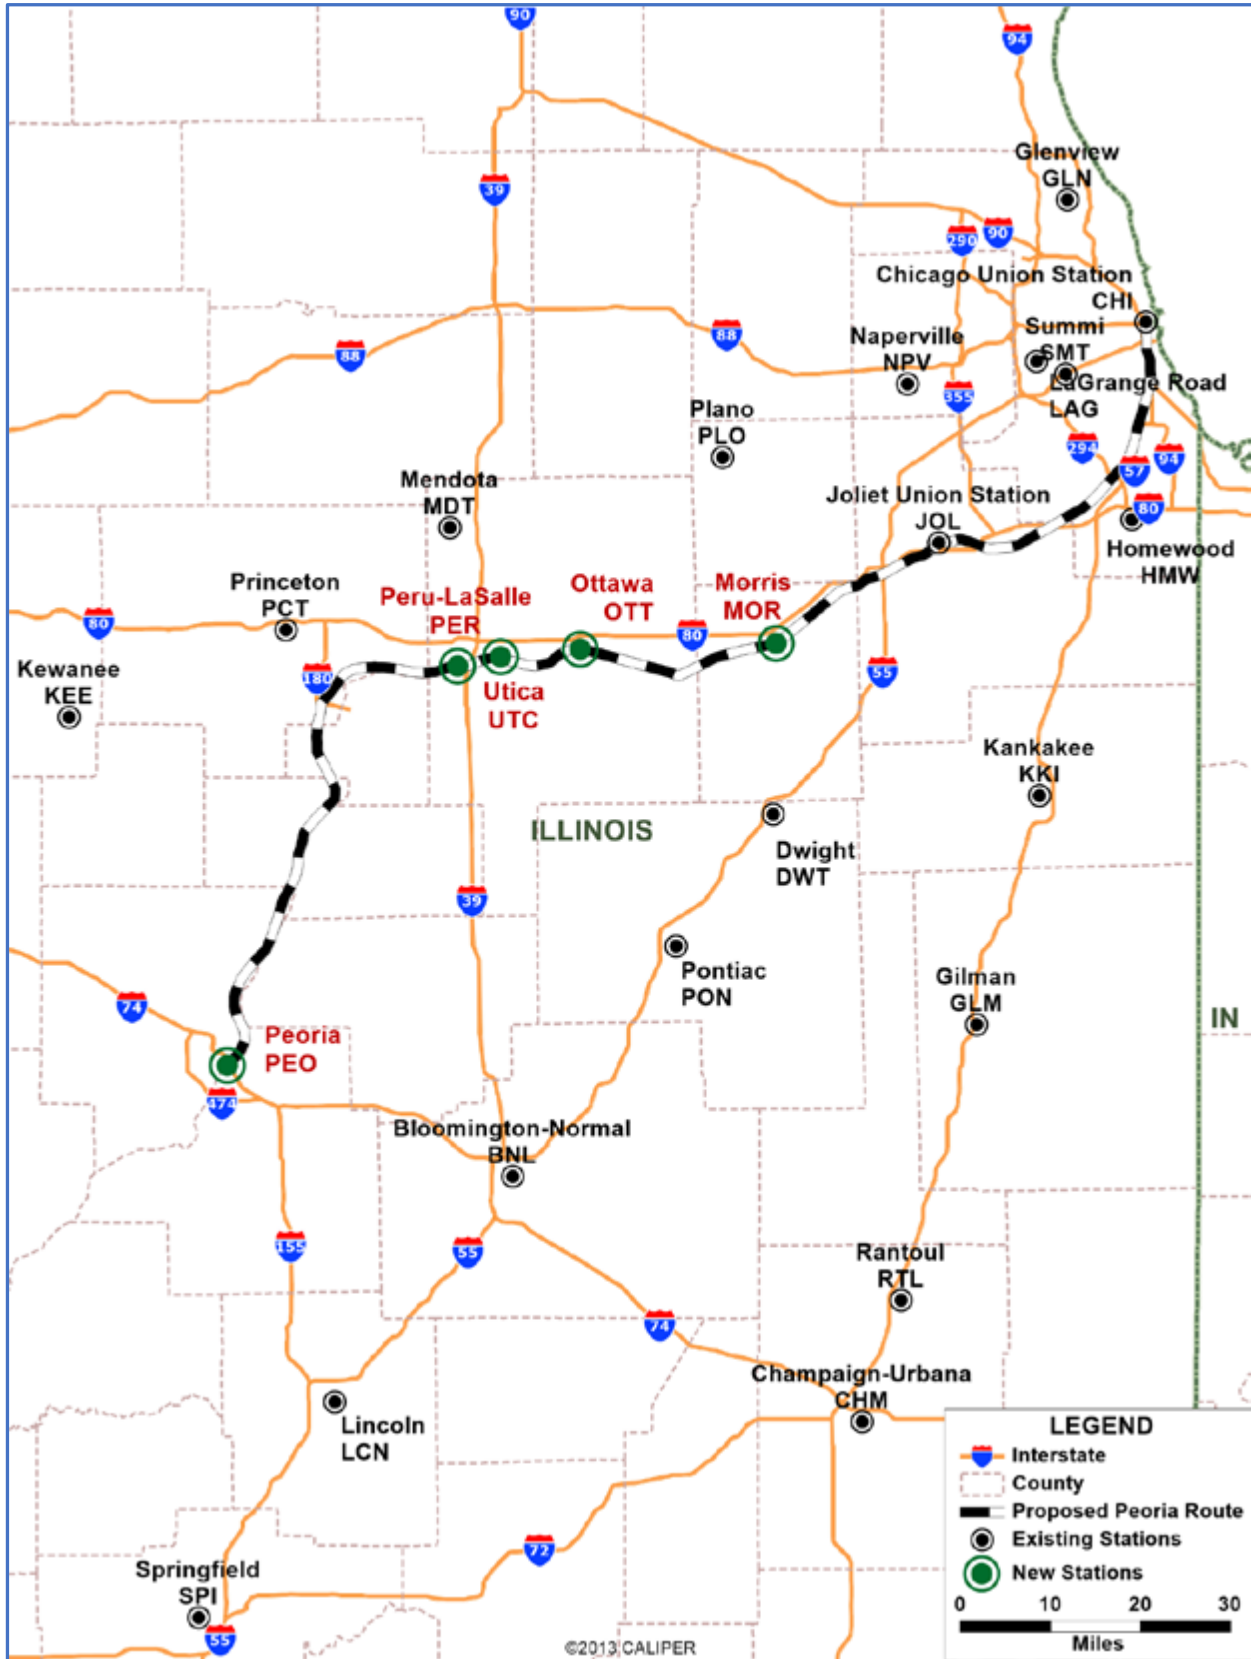 90
94
Glenview
GLN
39
290
90
Chicago Union Station
CHI
88
88
Naperville
NPV
Summi
SMT
LaGrange Road
LAG
355
Plano
PLO
294
57
94
Mendota
MDT
Joliet Union Station
JOL
80
Homewood
HMW
Princeton
PCT
Peru-LaSalle
PER
Ottawa
OTT
Morris
MOR
80
80
Kewanee
KEE
180
Utica
UTC
55
Kankakee
KKI
ILLINOIS
Dwight
DWT
39
Pontiac
PON
Gilman
GLM
74
IN
Peoria
PEO
474
Bloomington-Normal
BNL
155
55
Rantoul
RTL
74
Champaign-Urbana
CHM
Lincoln
LCN
LEGEND
Interstate
County
Proposed Peoria Route
Existing Stations
New Stations
0 10 20 30
Miles
72
Springfield
SPI
55
©2013 CALIPER